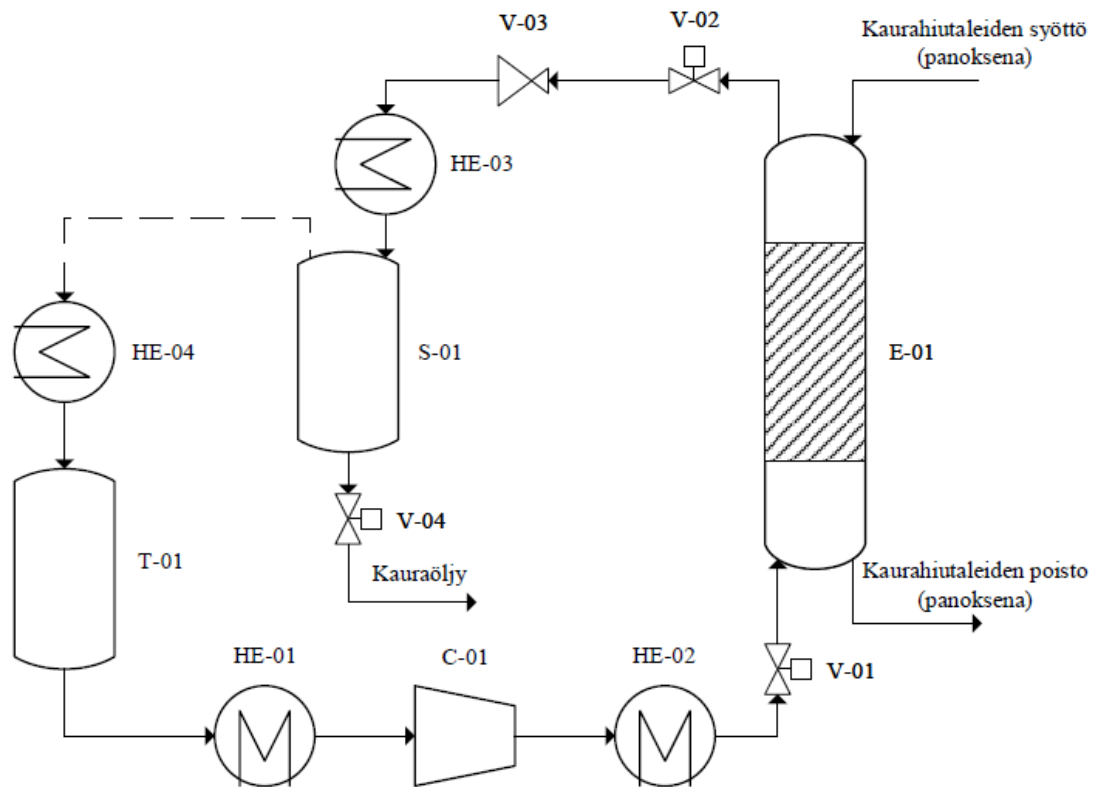 V-03
V-02
Kaurahiutaleiden syöttö
(panoksena)
HE-03
HE-04
S-01
E-01
V-04
T-01
Kauraöljy
Kaurahiutaleiden poisto
(panoksena)
HE-01
C-01
HE-02
V-01